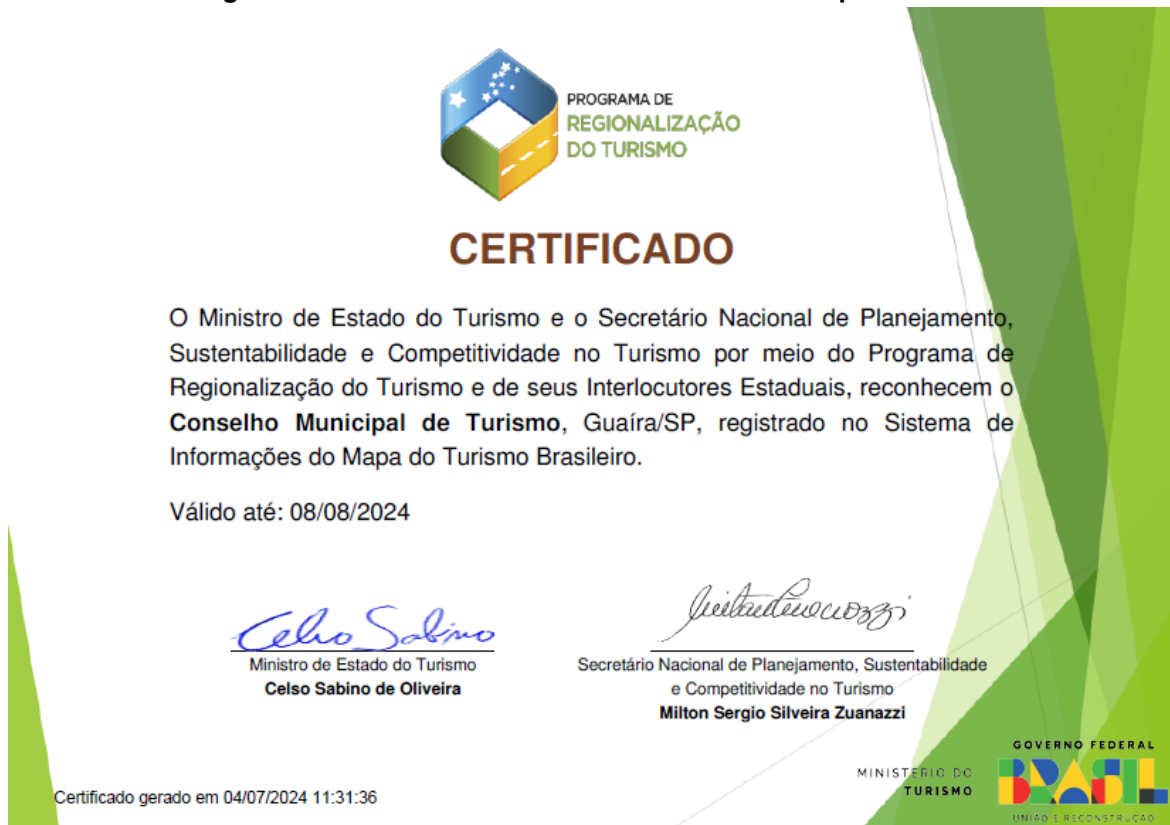 PROGRAMA DE
REGIONALIZAÇÃO
DO TURISMO
CERTIFICADO
O Ministro de Estado do Turismo e o Secretário Nacional de Planejamento,
Sustentabilidade e Competitividade no Turismo por meio do Programa de
Regionalização do Turismo e de seus Interlocutores Estaduais, reconhecem o
Conselho Municipal de Turismo, Guaíra/SP, registrado no Sistema de
Informações do Mapa do Turismo Brasileiro.
Válido até: 08/08/2024
Celso Sabino
Ministro de Estado do Turismo
Celso Sabino de Oliveira
Secretário Nacional de Planejamento, Sustentabilidade
e Competitividade no Turismo
Milton Sergio Silveira Zuanazzi
GOVERNO FEDERAL
MINISTÉRIO DO
TURISMO
BRASIL
UNIÃO E RECONSTRUÇÃO
Certificado gerado em 04/07/2024 11:31:36